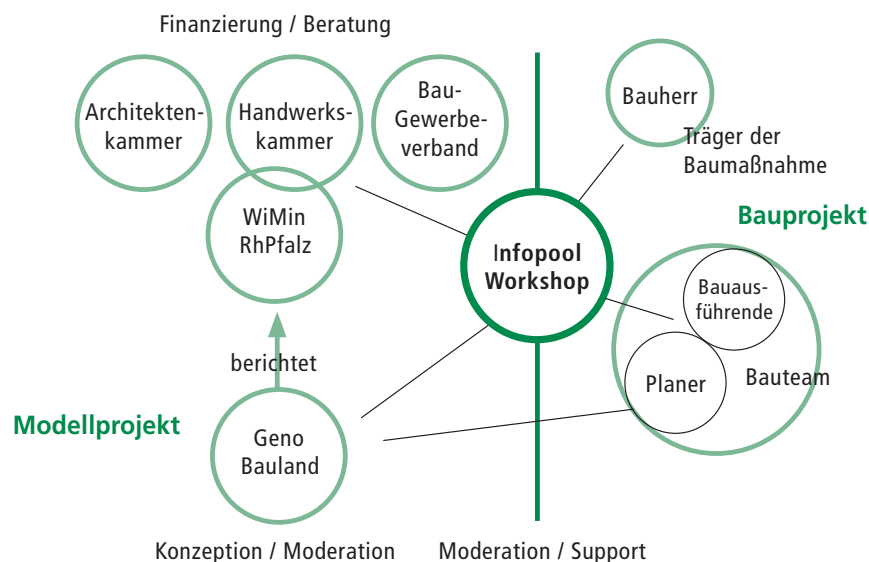 Finanzierung / Beratung
Architekten-
kammer
Handwerks-
kammer
Bau-
Gewerbe-
verband
Bauherr
Träger der
Baumaßnahme
WiMin
RhPfalz
Infopool
Workshop
Bauprojekt
Bauaus-
führende
berichtet
Planer
Bauteam
Modellprojekt
Geno
Bauland
Konzeption / Moderation
Moderation / Support